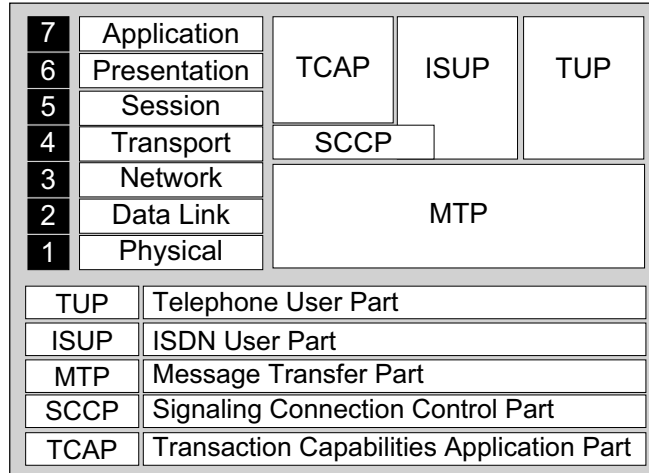 7 Application
6 Presentation
5 Session
4 Transport
3 Network
2 Data Link
1 Physical
TCAP ISUP TUP
SCCP
MTP
TUP Telephone User Part
ISUP ISDN User Part
MTP Message Transfer Part
SCCP Signaling Connection Control Part
TCAP Transaction Capabilities Application Part